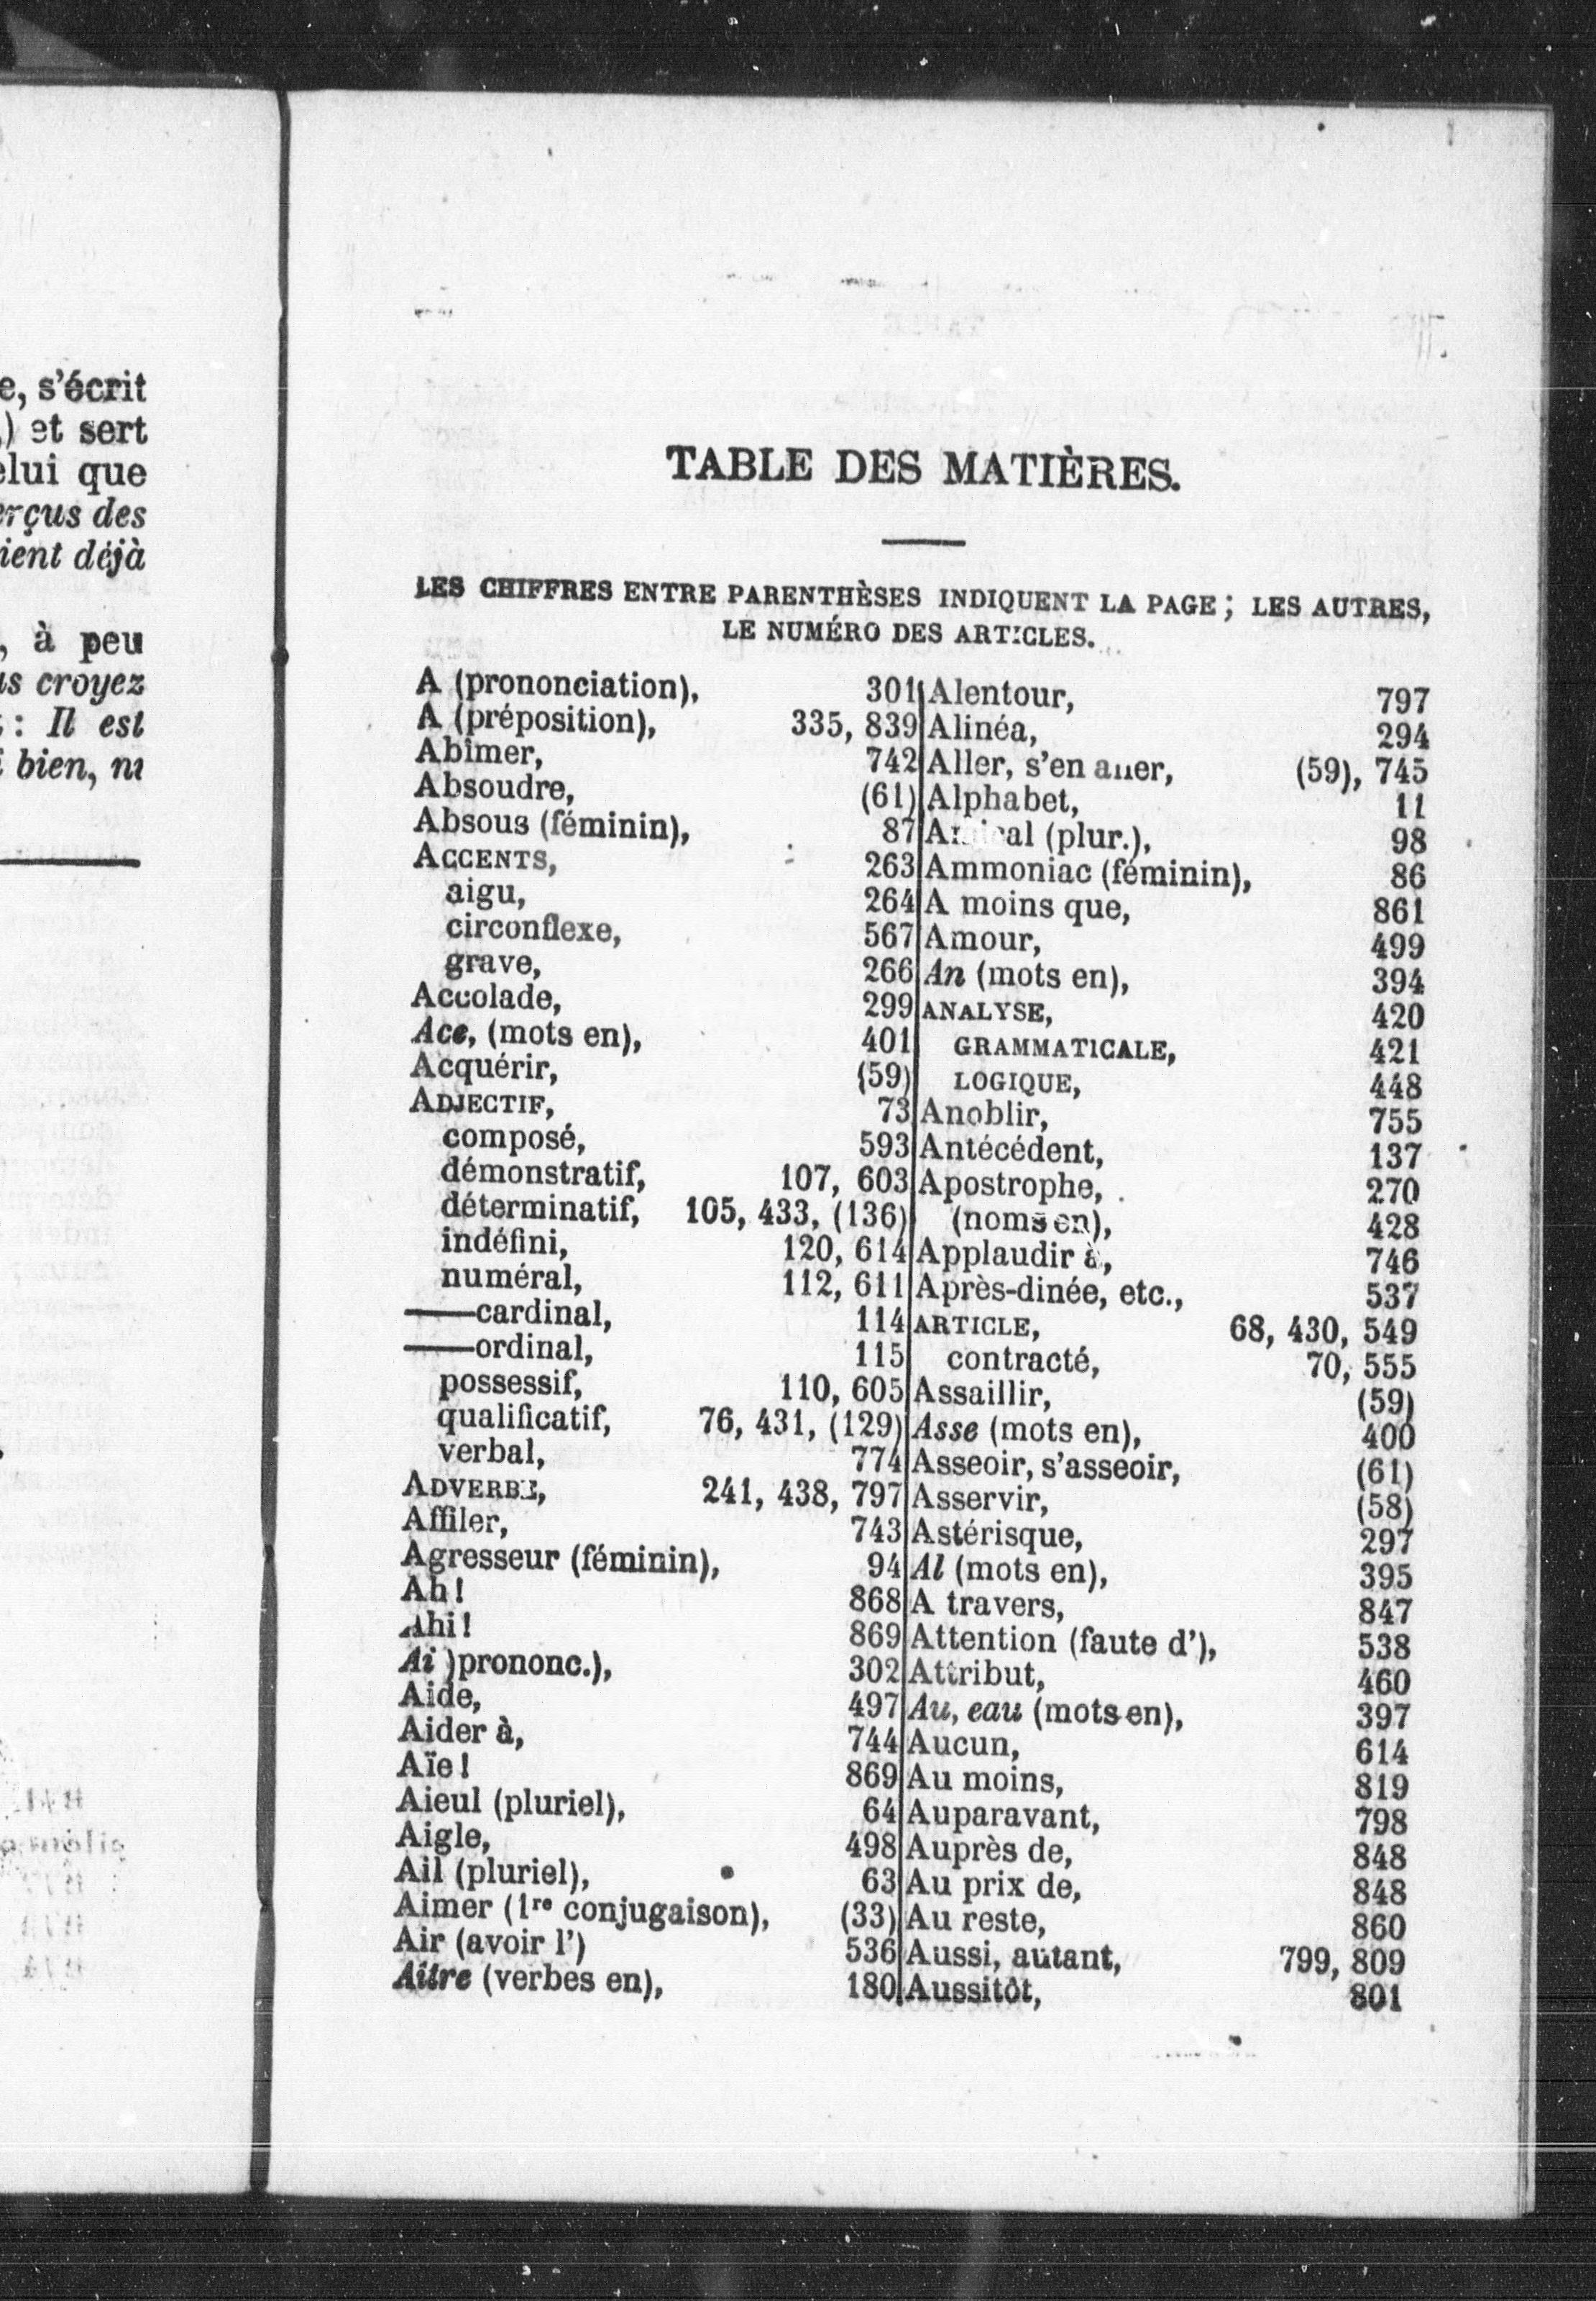 e, s'écrit
.) et sert
elui que
erçus des
ient déjà
, à peu
us croyez
: Il est
bien, ni
TABLE DES MATIÈRES.
LES CHIFFRES ENTRE PARENTHÈSES INDIQUENT LA PAGE; LES AUTRES,
LE NUMÉRO DES ARTICLES.
A (prononciation), 301
A (préposition), 335, 839
Abîmer, 742
Absoudre, (61)
Absous (féminin), 87
ACCENTS, 263
aigu, 264
circonflexe, 567
grave, 266
Accolade, 299
Ace, (mots en), 401
Acquérir, (59)
ADJECTIF, 73
composé, 593
démonstratif, 107, 603
déterminatif, 105, 433, (136)
indéfini, 120, 614
numéral, 112, 611
——cardinal, 114
——ordinal, 115
possessif, 110, 605
qualificatif, 76, 431, (129)
verbal, 774
ADVERBE, 241, 438, 797
Affiler, 743
Agresseur (féminin), 94
Ah! 868
Ahi! 869
Ai )prononc.), 302
Aide, 497
Aider à, 744
Aïe! 869
Aieul (pluriel), 64
Aigle, 498
Ail (pluriel), 63
Aimer (1re conjugaison), (33)
Air (avoir l') 536
Aître (verbes en), 180
Alentour, 797
Alinéa, 294
Aller, s'en aller, (59), 745
Alphabet, 11
Amical (plur.), 98
Ammoniac (féminin), 86
A moins que, 861
Amour, 499
An (mots en), 394
ANALYSE, 420
GRAMMATICALE, 421
LOGIQUE, 448
Anoblir, 755
Antécédent, 137
Apostrophe, 270
(noms en), 428
Applaudir à, 746
Après-dinée, etc., 537
ARTICLE, 68, 430, 549
contracté, 70, 555
Assaillir, (59)
Asse (mots en), 400
Asseoir, s'asseoir, (61)
Asservir, (58)
Astérisque, 297
Al (mots en), 395
A travers, 847
Attention (faute d'), 538
Attribut, 460
Au, eau (mots en), 397
Aucun, 614
Au moins, 819
Auparavant, 798
Auprès de, 848
Au prix de, 848
Au reste, 860
Aussi, autant, 799, 809
Aussitôt, 801